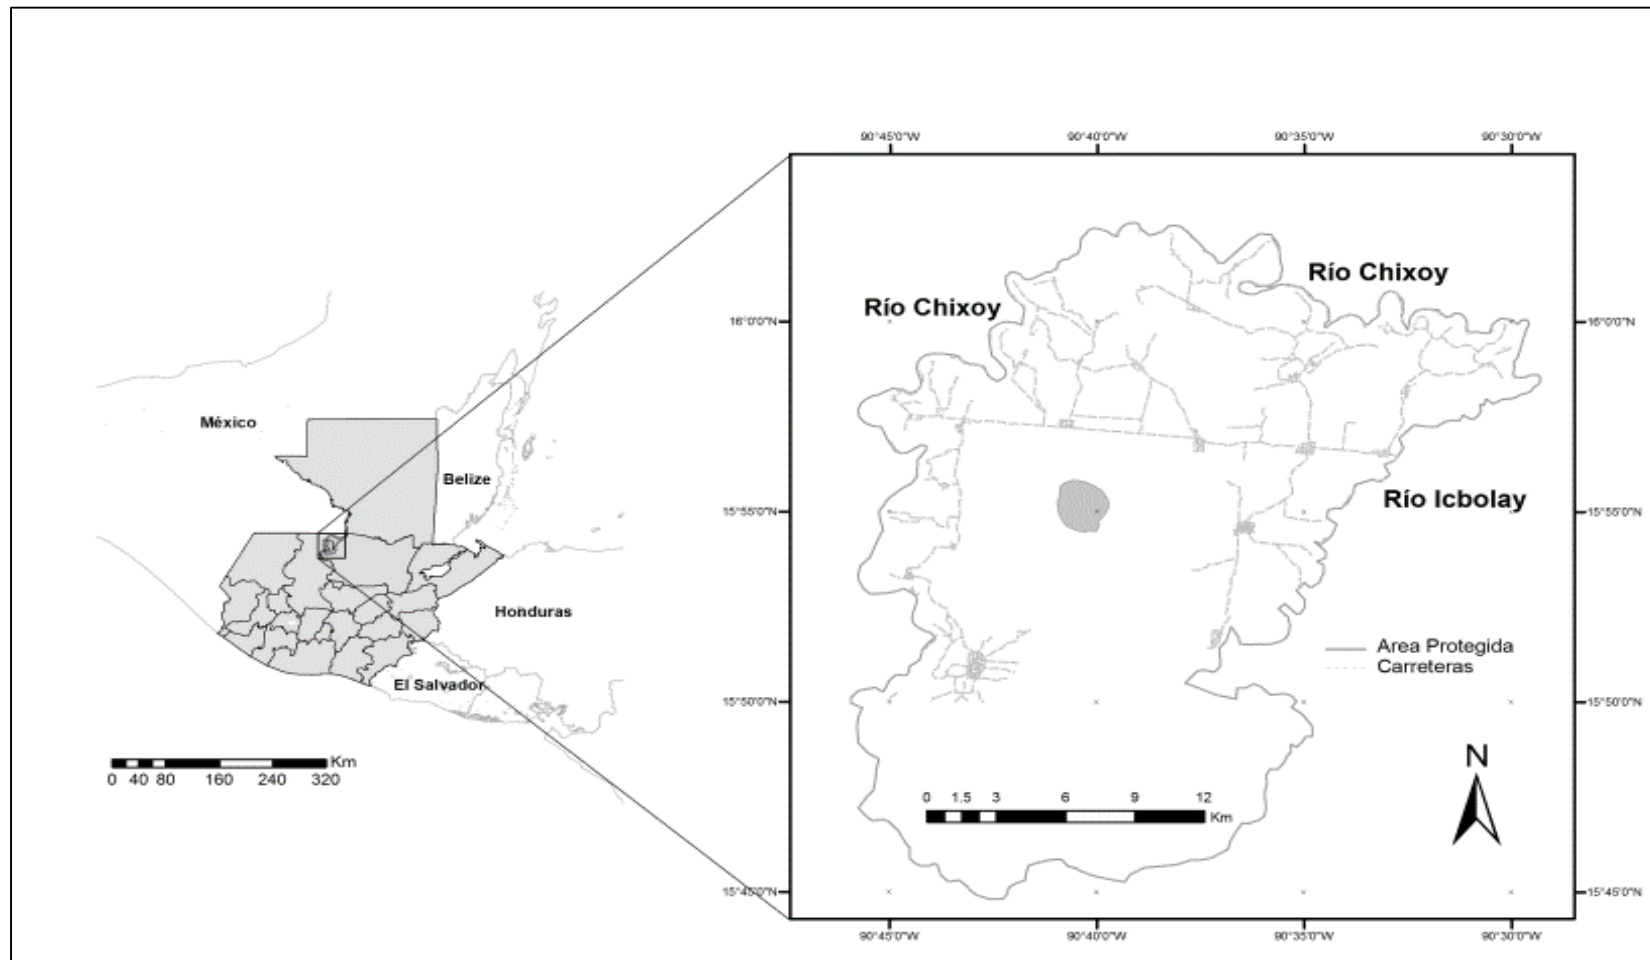 90°45'0"W 90°40'0"W 90°35'0"W 90°30'0"W
Río Chixoy
Río Chixoy
16°0'0"N 16°0'0"N
México
Belize
Río Icbolay
15°55'0"N 15°55'0"N
Honduras
Area Protegida
Carreteras
El Salvador
15°50'0"N 15°50'0"N
N
Km
0 40 80 160 240 320
0 1.5 3 6 9 12
Km
15°45'0"N 15°45'0"N
90°45'0"W 90°40'0"W 90°35'0"W 90°30'0"W